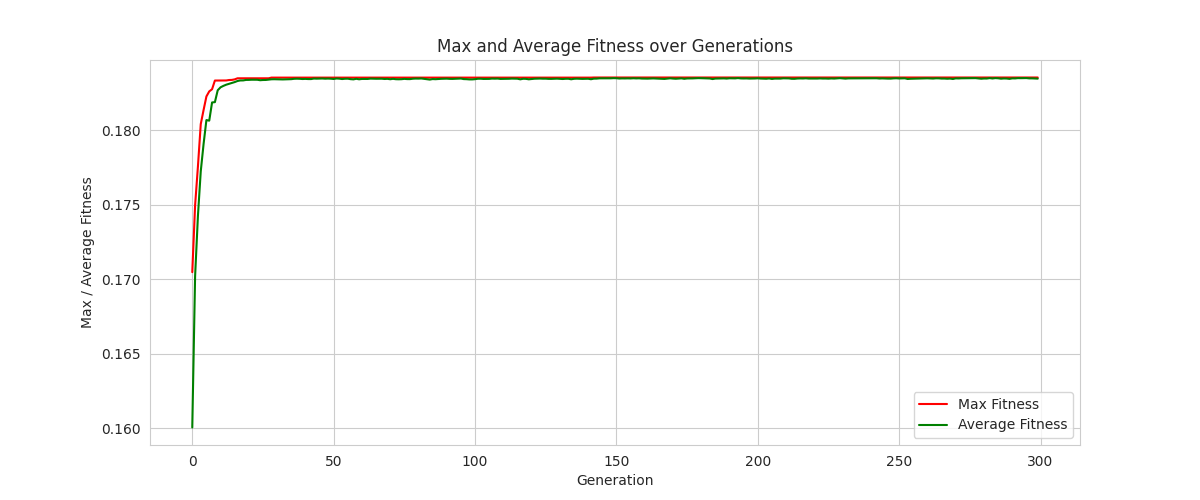 Max and Average Fitness over Generations
Max / Average Fitness
0.180
0.175
0.170
0.165
0.160
0
50
100
150
200
250
300
Generation
Max Fitness
Average Fitness